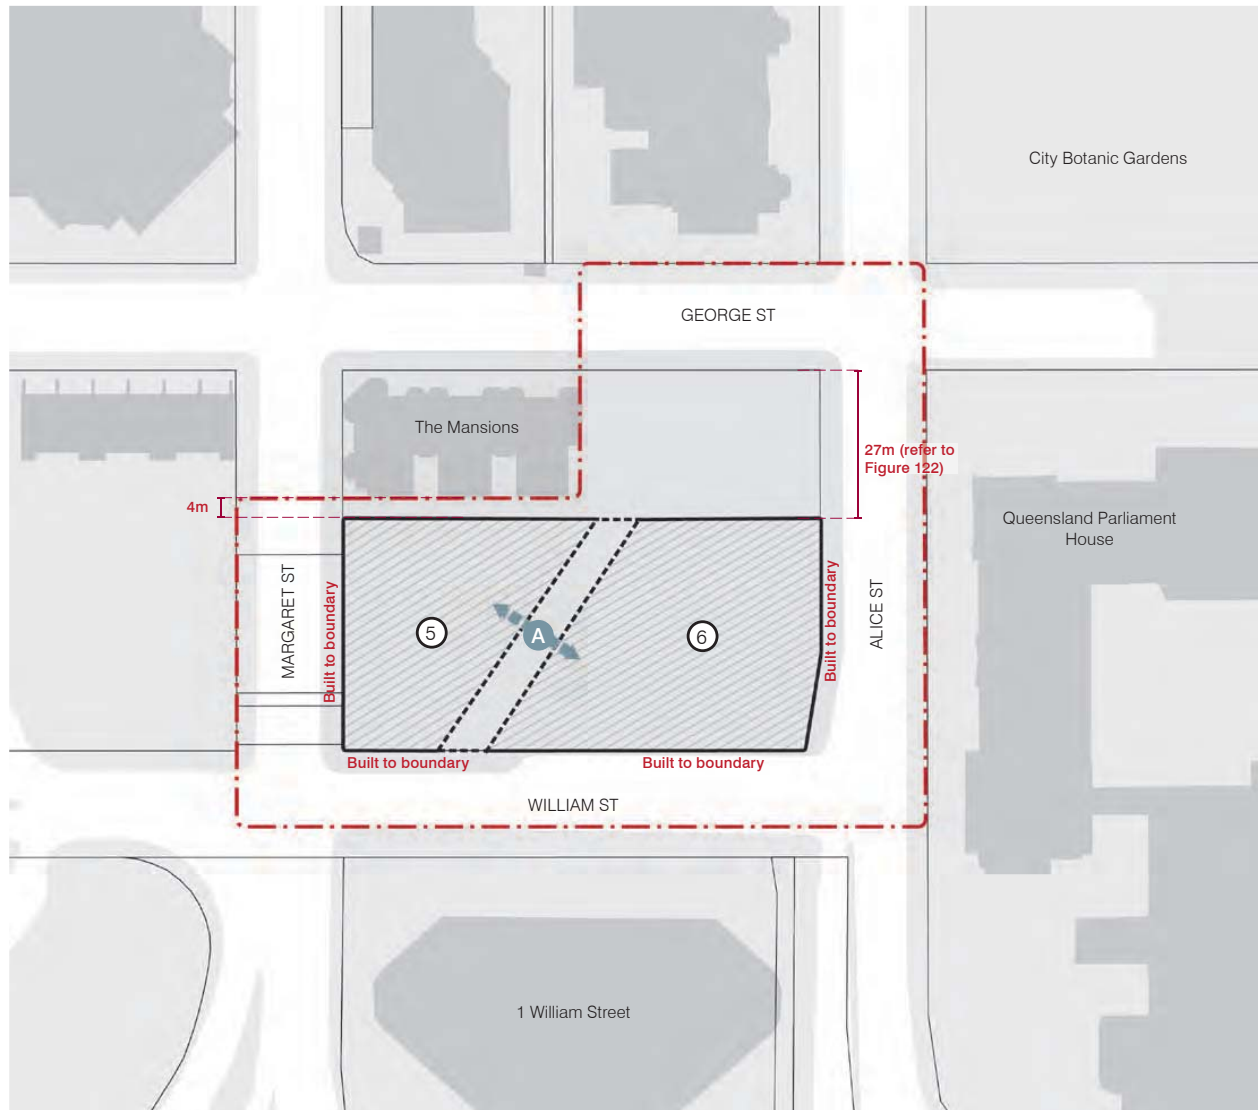 City Botanic Gardens
GEORGE ST
The Mansions
27m (refer to
Figure 122)
4m
Queensland Parliament
House
MARGARET ST
Built to boundary
5
A
6
Built to boundary
ALICE ST
Built to boundary
Built to boundary
WILLIAM ST
1 William Street